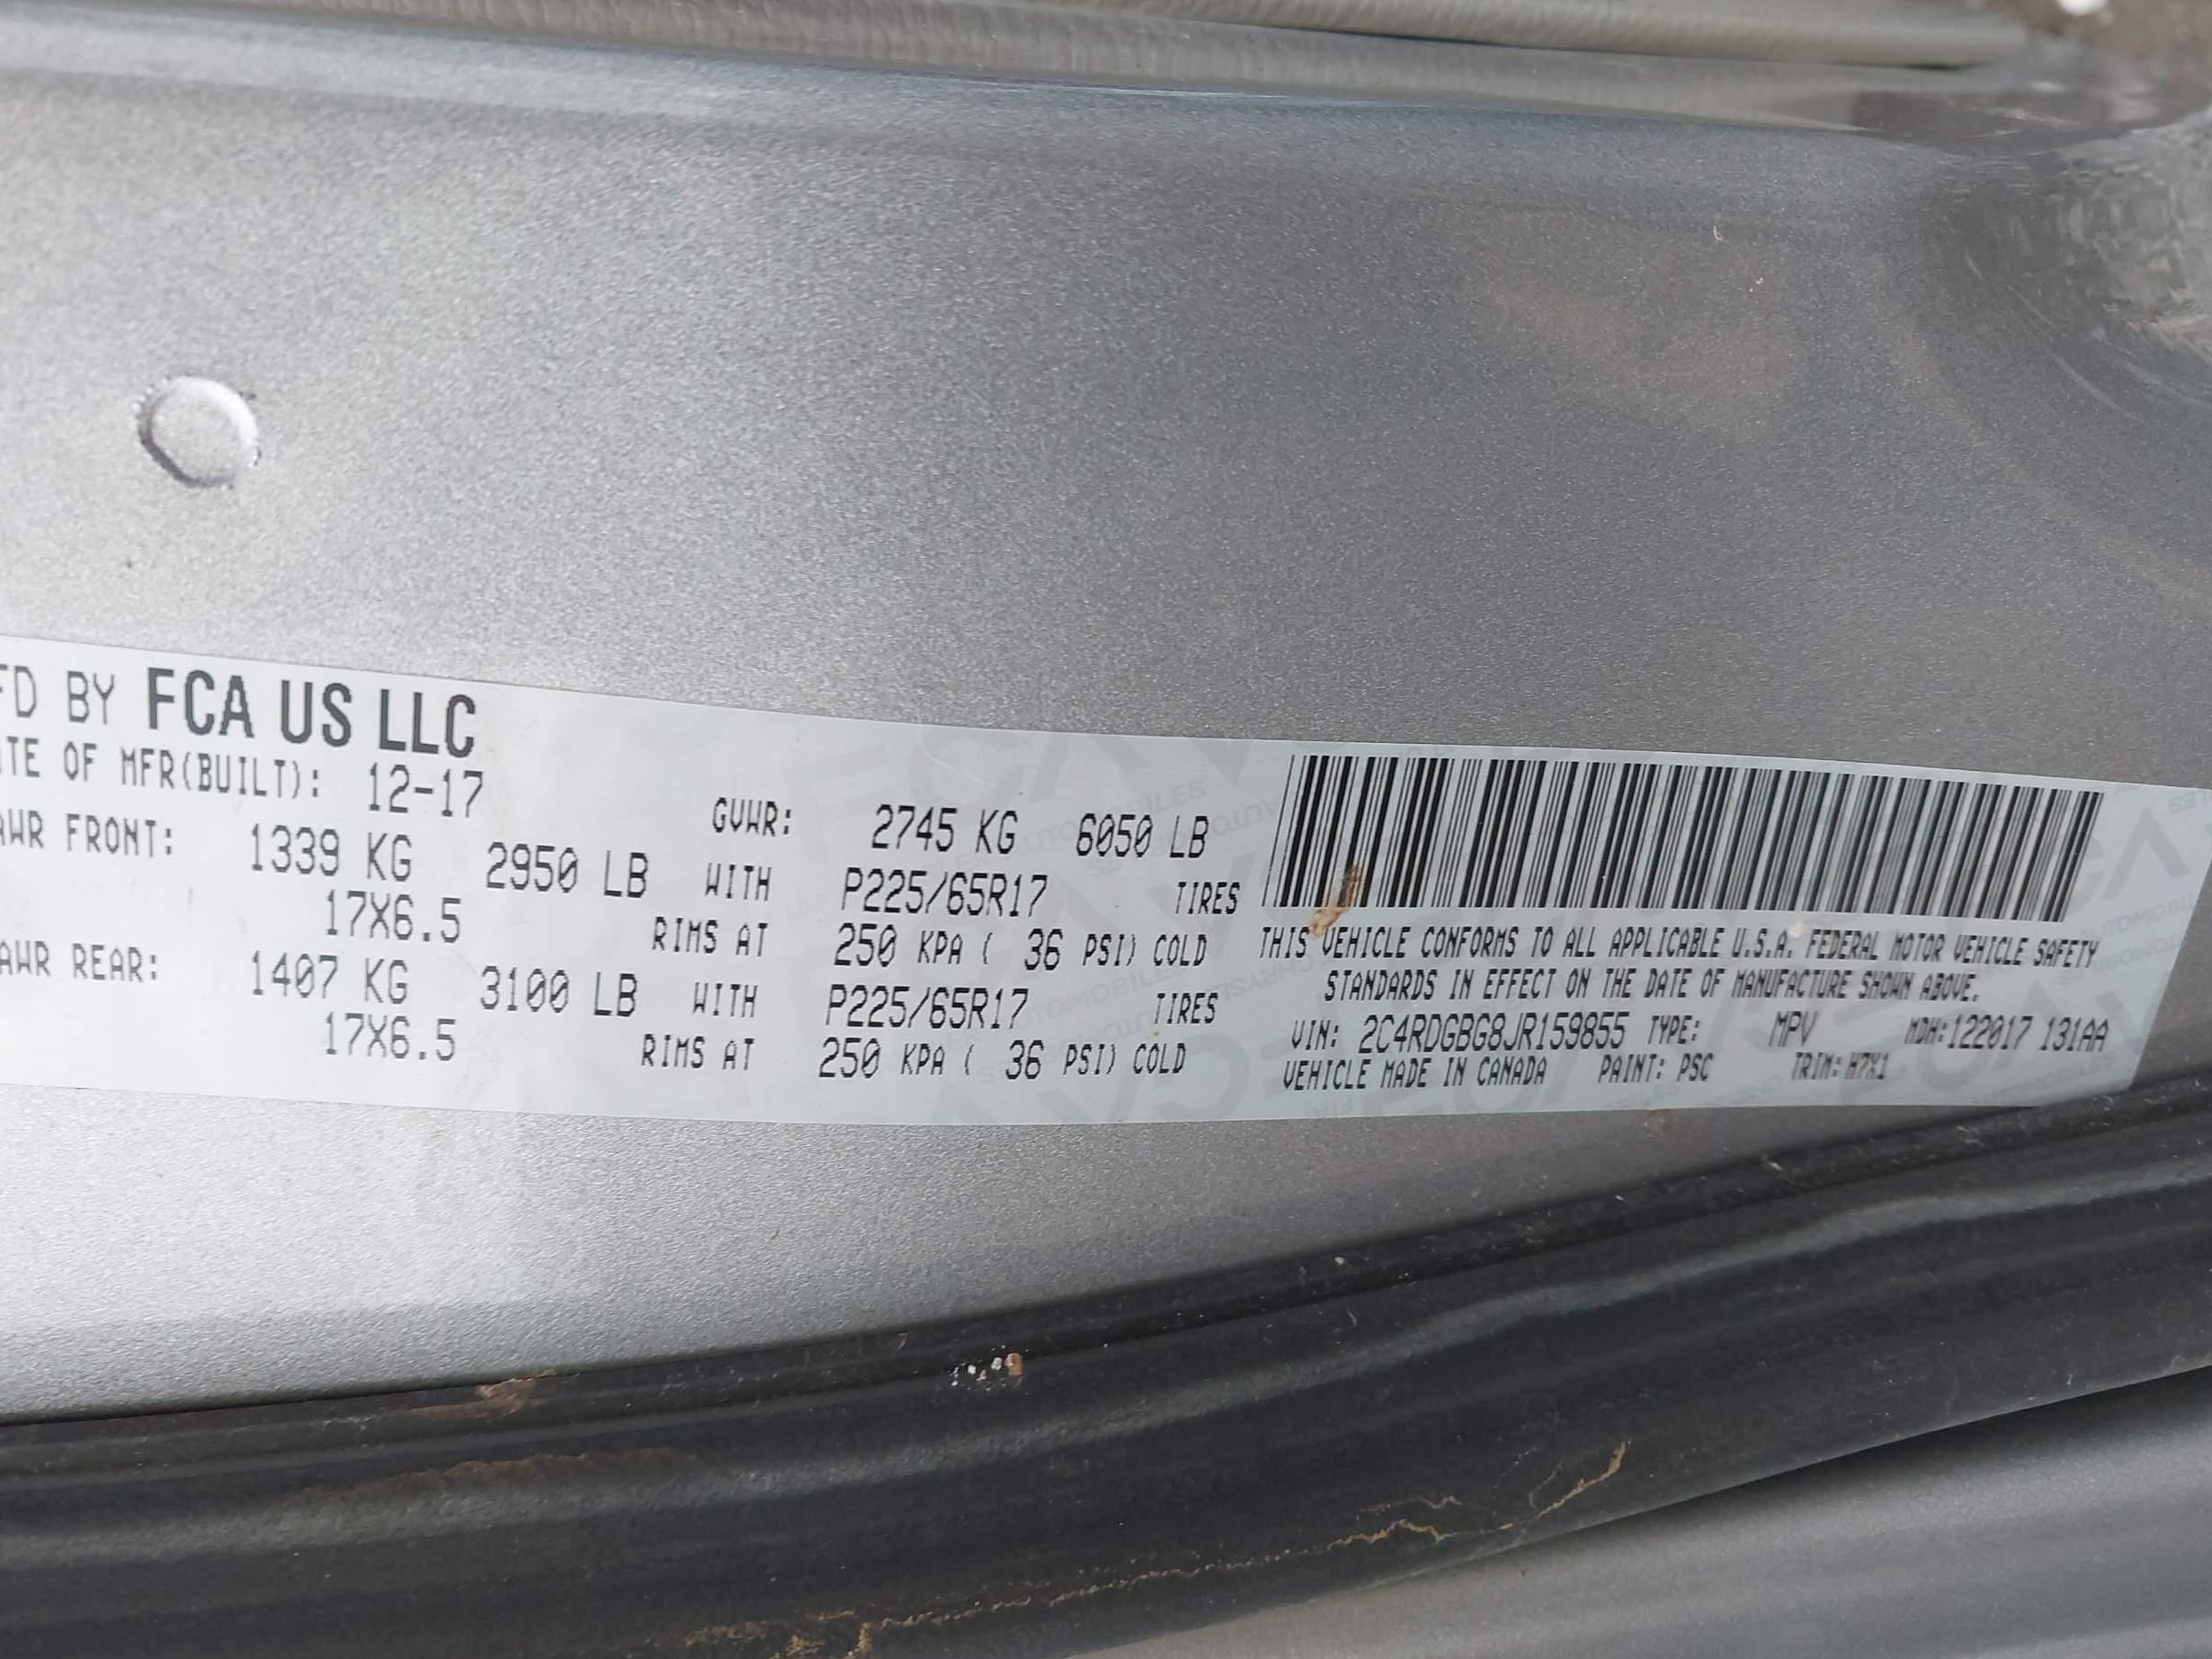 FD BY FCA US LLC
TE OF MFR(BUILT): 12-17
GVWR: 2745 KG 6050 LB
AWR FRONT: 1339 KG 2950 LB WITH P225/65R17 TIRES
17X6.5 RIMS AT 250 KPA ( 36 PSI) COLD
AWR REAR: 1407 KG 3100 LB WITH P225/65R17 TIRES
17X6.5 RIMS AT 250 KPA ( 36 PSI) COLD
THIS VEHICLE CONFORMS TO ALL APPLICABLE U.S.A. FEDERAL MOTOR VEHICLE SAFETY
STANDARDS IN EFFECT ON THE DATE OF MANUFACTURE SHOWN ABOVE.
VIN: 2C4RDGBG8JR159855 TYPE: MPV MDH:122017 131AA
VEHICLE MADE IN CANADA PAINT: PSC TRIM: